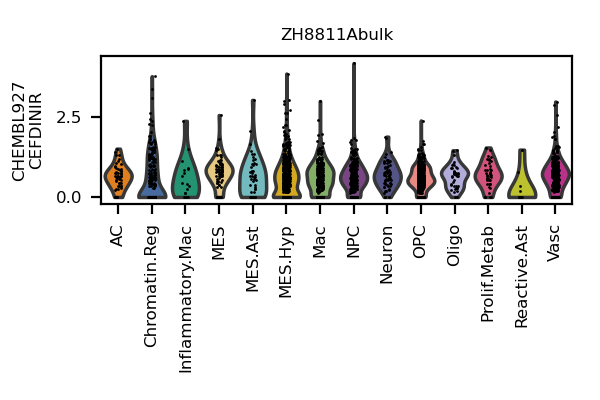 ZH8811Abulk
CHEMBL927
CEFDINIR
2.5
0.0
AC
Chromatin.Reg
Inflammatory.Mac
MES
MES.Ast
MES.Hyp
Mac
NPC
Neuron
OPC
Oligo
Prolif.Metab
Reactive.Ast
Vasc